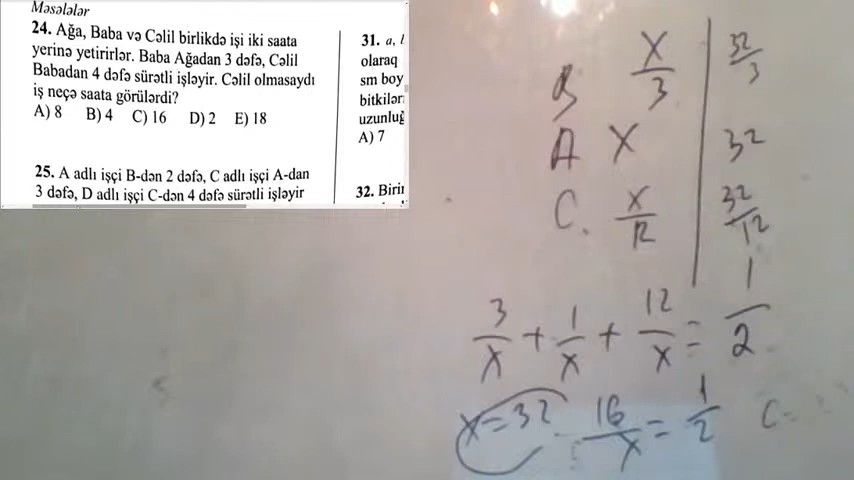 Məsələlər
24. Ağa, Baba və Cəlil birlikdə işi iki saata
yerinə yetirirlər. Baba Ağadan 3 dəfə, Cəlil
Babadan 4 dəfə sürətli işləyir. Cəlil olmasaydı
iş neçə saata görülərdi?
A) 8 B) 4 C) 16 D) 2 E) 18
25. A adlı işçi B-dən 2 dəfə, C adlı işçi A-dan
3 dəfə, D adlı işçi C-dən 4 dəfə sürətli işləyir
31. a,
olaraq
sm boy
bitkilər
uzunluğ
A) 7
32. Birin
B x/3 | 32/3
A x | 32
C. x/12 | 32/12
3/x + 1/x + 12/x = 1/2
x=32 16/x = 1/2 C-